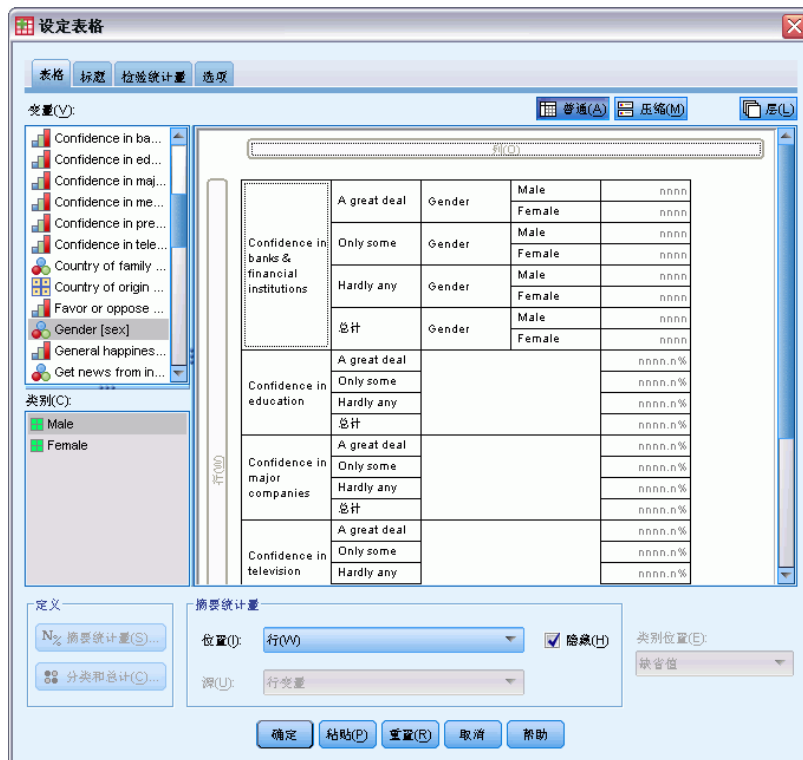 设定表格
表格 标题 检验统计量 选项
变量(V):
普通(A) 压缩(M) 层(L)
Confidence in ba...
Confidence in ed...
Confidence in maj...
Confidence in me...
Confidence in pre...
Confidence in tele...
Country of family ...
Country of origin ...
Favor or oppose ...
Gender [sex]
General happines...
Get news from in...
类别(C):
Male
Female
列(O)
行(W)
Confidence in banks & financial institutions
A great deal Gender Male nnnn
Female nnnn
Only some Gender Male nnnn
Female nnnn
Hardly any Gender Male nnnn
Female nnnn
总计 Gender Male nnnn
Female nnnn
Confidence in education
A great deal nnnn.n%
Only some nnnn.n%
Hardly any nnnn.n%
总计 nnnn.n%
Confidence in major companies
A great deal nnnn.n%
Only some nnnn.n%
Hardly any nnnn.n%
总计 nnnn.n%
Confidence in television
A great deal nnnn.n%
Only some nnnn.n%
Hardly any nnnn.n%
定义
N% 摘要统计量(S)...
分类和总计(C)...
摘要统计量
位置(I): 行(W) 隐藏(H)
源(U): 行变量
类别位置(E):
缺省值
确定 粘贴(P) 重置(R) 取消 帮助